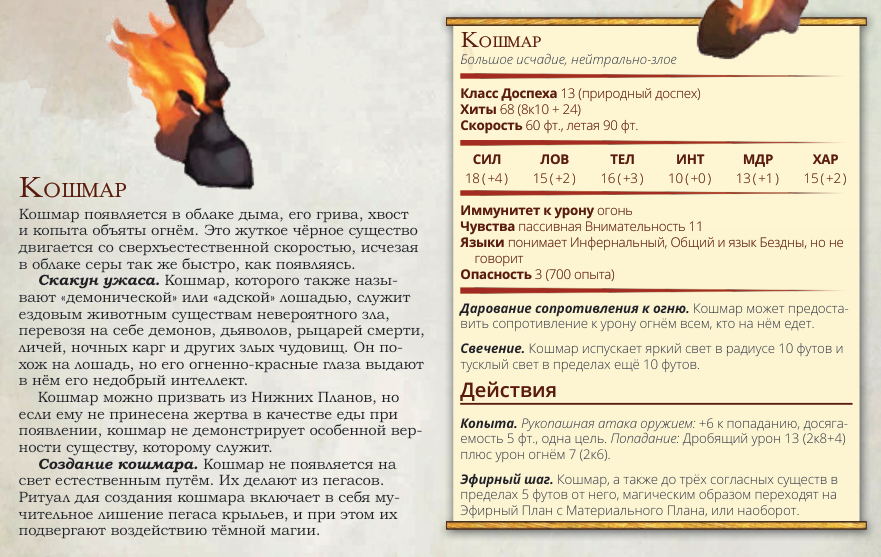 Кошмар
Кошмар появляется в облаке дыма, его грива, хвост
и копыта объяты огнём. Это жуткое чёрное существо
двигается со сверхъестественной скоростью, исчезая
в облаке серы так же быстро, как появляясь.
Скакун ужаса. Кошмар, которого также назы-
вают «демонической» или «адской» лошадью, служит
ездовым животным существам невероятного зла,
перевозя на себе демонов, дьяволов, рыцарей смерти,
личей, ночных карг и других злых чудовищ. Он по-
хож на лошадь, но его огненно-красные глаза выдают
в нём его недобрый интеллект.
Кошмар можно призвать из Нижних Планов, но
если ему не принесена жертва в качестве еды при
появлении, кошмар не демонстрирует особенной вер-
ности существу, которому служит.
Создание кошмара. Кошмар не появляется на
свет естественным путём. Их делают из пегасов.
Ритуал для создания кошмара включает в себя му-
чительное лишение пегаса крыльев, и при этом их
подвергают воздействию тёмной магии.
Кошмар
Большое исчадие, нейтрально-злое
Класс Доспеха 13 (природный доспех)
Хиты 68 (8к10 + 24)
Скорость 60 фт., летая 90 фт.
СИЛ ЛОВ ТЕЛ ИНТ МДР ХАР
18 (+4) 15 (+2) 16 (+3) 10 (+0) 13 (+1) 15 (+2)
Иммунитет к урону огонь
Чувства пассивная Внимательность 11
Языки понимает Инфернальный, Общий и язык Бездны, но не
говорит
Опасность 3 (700 опыта)
Дарование сопротивления к огню. Кошмар может предоста-
вить сопротивление к урону огнём всем, кто на нём едет.
Свечение. Кошмар испускает яркий свет в радиусе 10 футов и
тусклый свет в пределах ещё 10 футов.
Действия
Копыта. Рукопашная атака оружием: +6 к попаданию, досяга-
емость 5 фт., одна цель. Попадание: Дробящий урон 13 (2к8+4)
плюс урон огнём 7 (2к6).
Эфирный шаг. Кошмар, а также до трёх согласных существ в
пределах 5 футов от него, магическим образом переходят на
Эфирный План с Материального Плана, или наоборот.